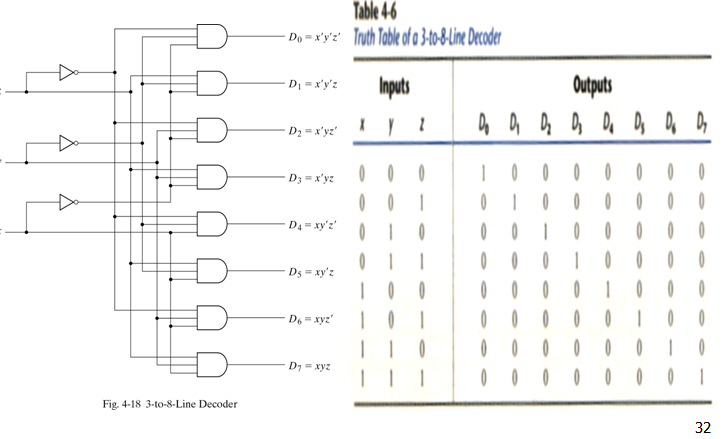 D0 = x'y'z'
D1 = x'y'z
D2 = x'yz'
D3 = x'yz
D4 = xy'z'
D5 = xy'z
D6 = xyz'
D7 = xyz
Fig. 4-18 3-to-8-Line Decoder
Table 4-6
Truth Table of a 3-to-8-Line Decoder
Inputs Outputs
x y z D0 D1 D2 D3 D4 D5 D6 D7
0 0 0 1 0 0 0 0 0 0 0
0 0 1 0 1 0 0 0 0 0 0
0 1 0 0 0 1 0 0 0 0 0
0 1 1 0 0 0 1 0 0 0 0
1 0 0 0 0 0 0 1 0 0 0
1 0 1 0 0 0 0 0 1 0 0
1 1 0 0 0 0 0 0 0 1 0
1 1 1 0 0 0 0 0 0 0 1
32